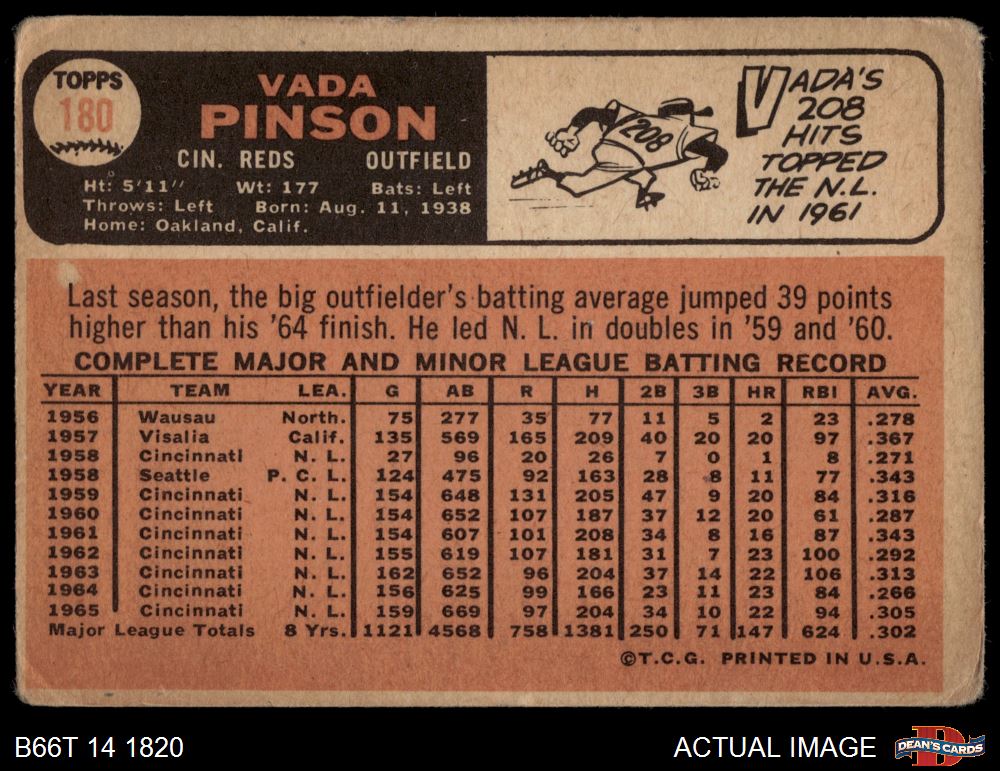 TOPPS
180
VADA
PINSON
CIN. REDS OUTFIELD
Ht: 5'11" Wt: 177 Bats: Left
Throws: Left Born: Aug. 11, 1938
Home: Oakland, Calif.
208
VADA'S
208
HITS
TOPPED
THE N.L.
IN 1961
Last season, the big outfielder's batting average jumped 39 points
higher than his '64 finish. He led N. L. in doubles in '59 and '60.
COMPLETE MAJOR AND MINOR LEAGUE BATTING RECORD
YEAR TEAM LEA. G AB R H 2B 3B HR RBI AVG.
1956 Wausau North. 75 277 35 77 11 5 2 23 .278
1957 Visalia Calif. 135 569 165 209 40 20 20 97 .367
1958 Cincinnati N. L. 27 96 20 26 7 0 1 8 .271
1958 Seattle P. C. L. 124 475 92 163 28 8 11 77 .343
1959 Cincinnati N. L. 154 648 131 205 47 9 20 84 .316
1960 Cincinnati N. L. 154 652 107 187 37 12 20 61 .287
1961 Cincinnati N. L. 154 607 101 208 34 8 16 87 .343
1962 Cincinnati N. L. 155 619 107 181 31 7 23 100 .292
1963 Cincinnati N. L. 162 652 96 204 37 14 22 106 .313
1964 Cincinnati N. L. 156 625 99 166 23 11 23 84 .266
1965 Cincinnati N. L. 159 669 97 204 34 10 22 94 .305
Major League Totals 8 Yrs. 1121 4568 758 1381 250 71 147 624 .302
©T.C.G. PRINTED IN U.S.A.
B66T 14 1820 ACTUAL IMAGE
D
DEAN'S CARDS